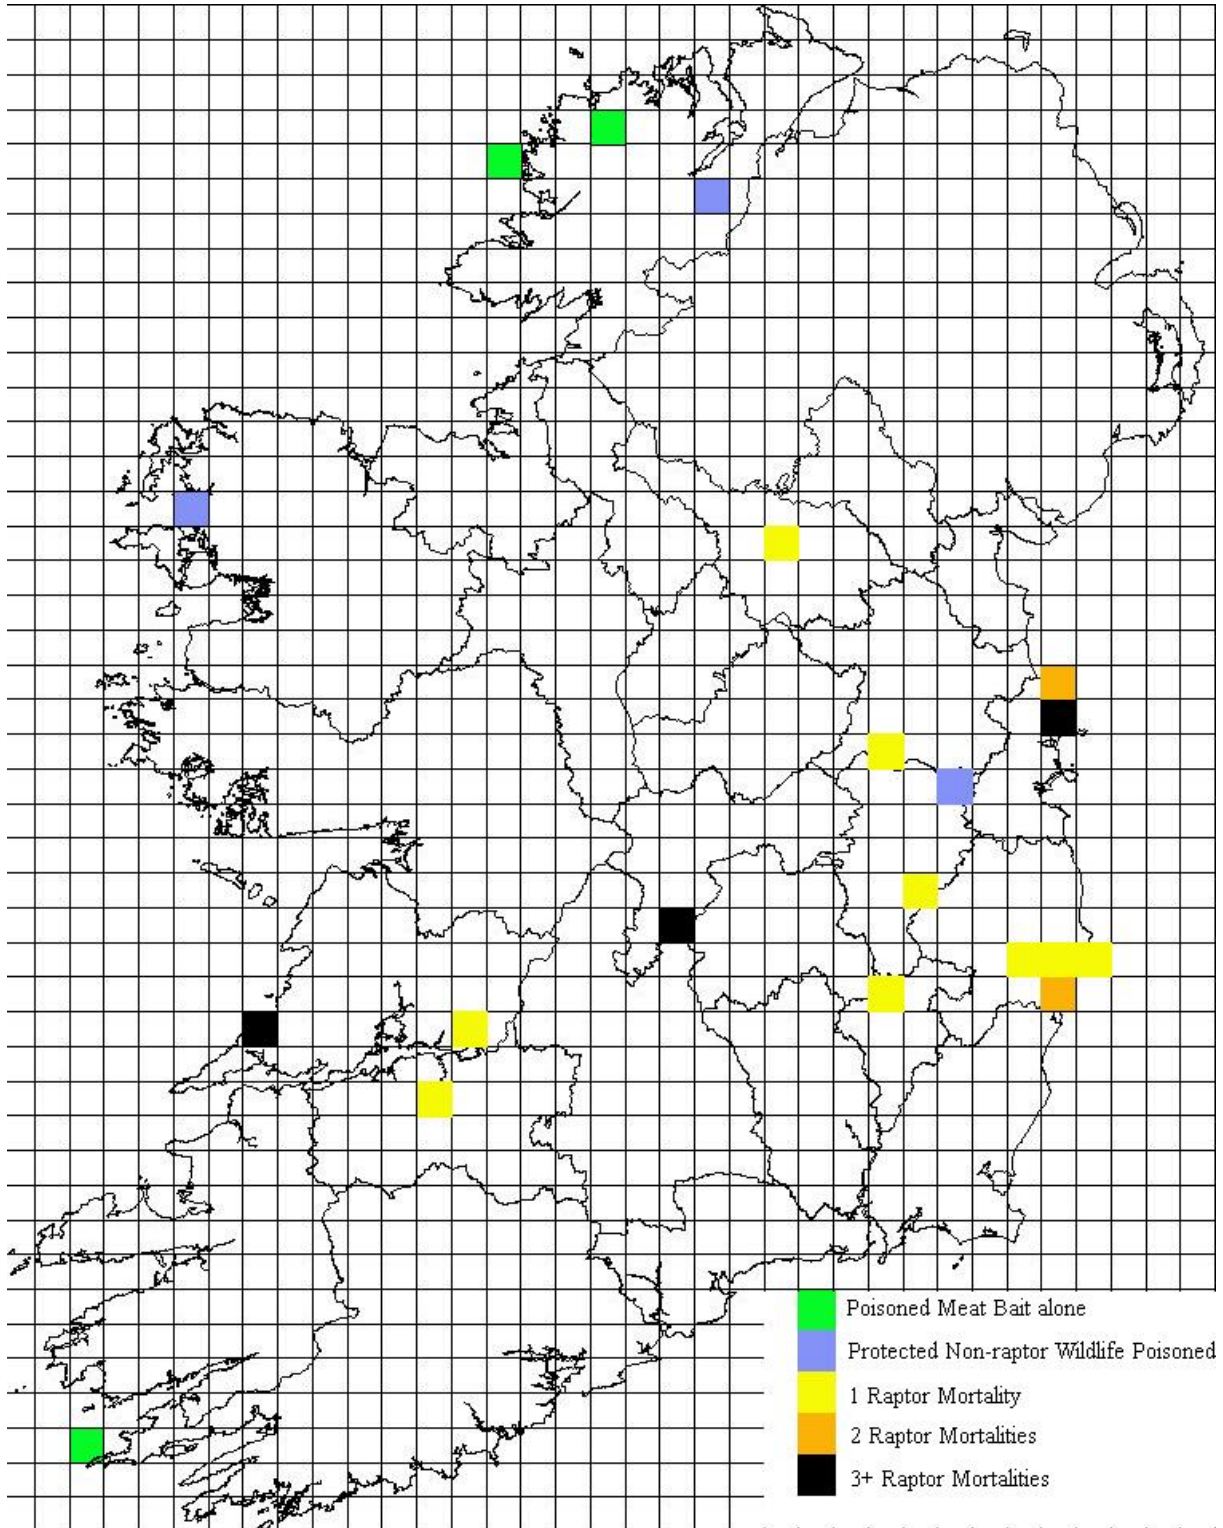 Poisoned Meat Bait alone
Protected Non-raptor Wildlife Poisoned
1 Raptor Mortality
2 Raptor Mortalities
3+ Raptor Mortalities